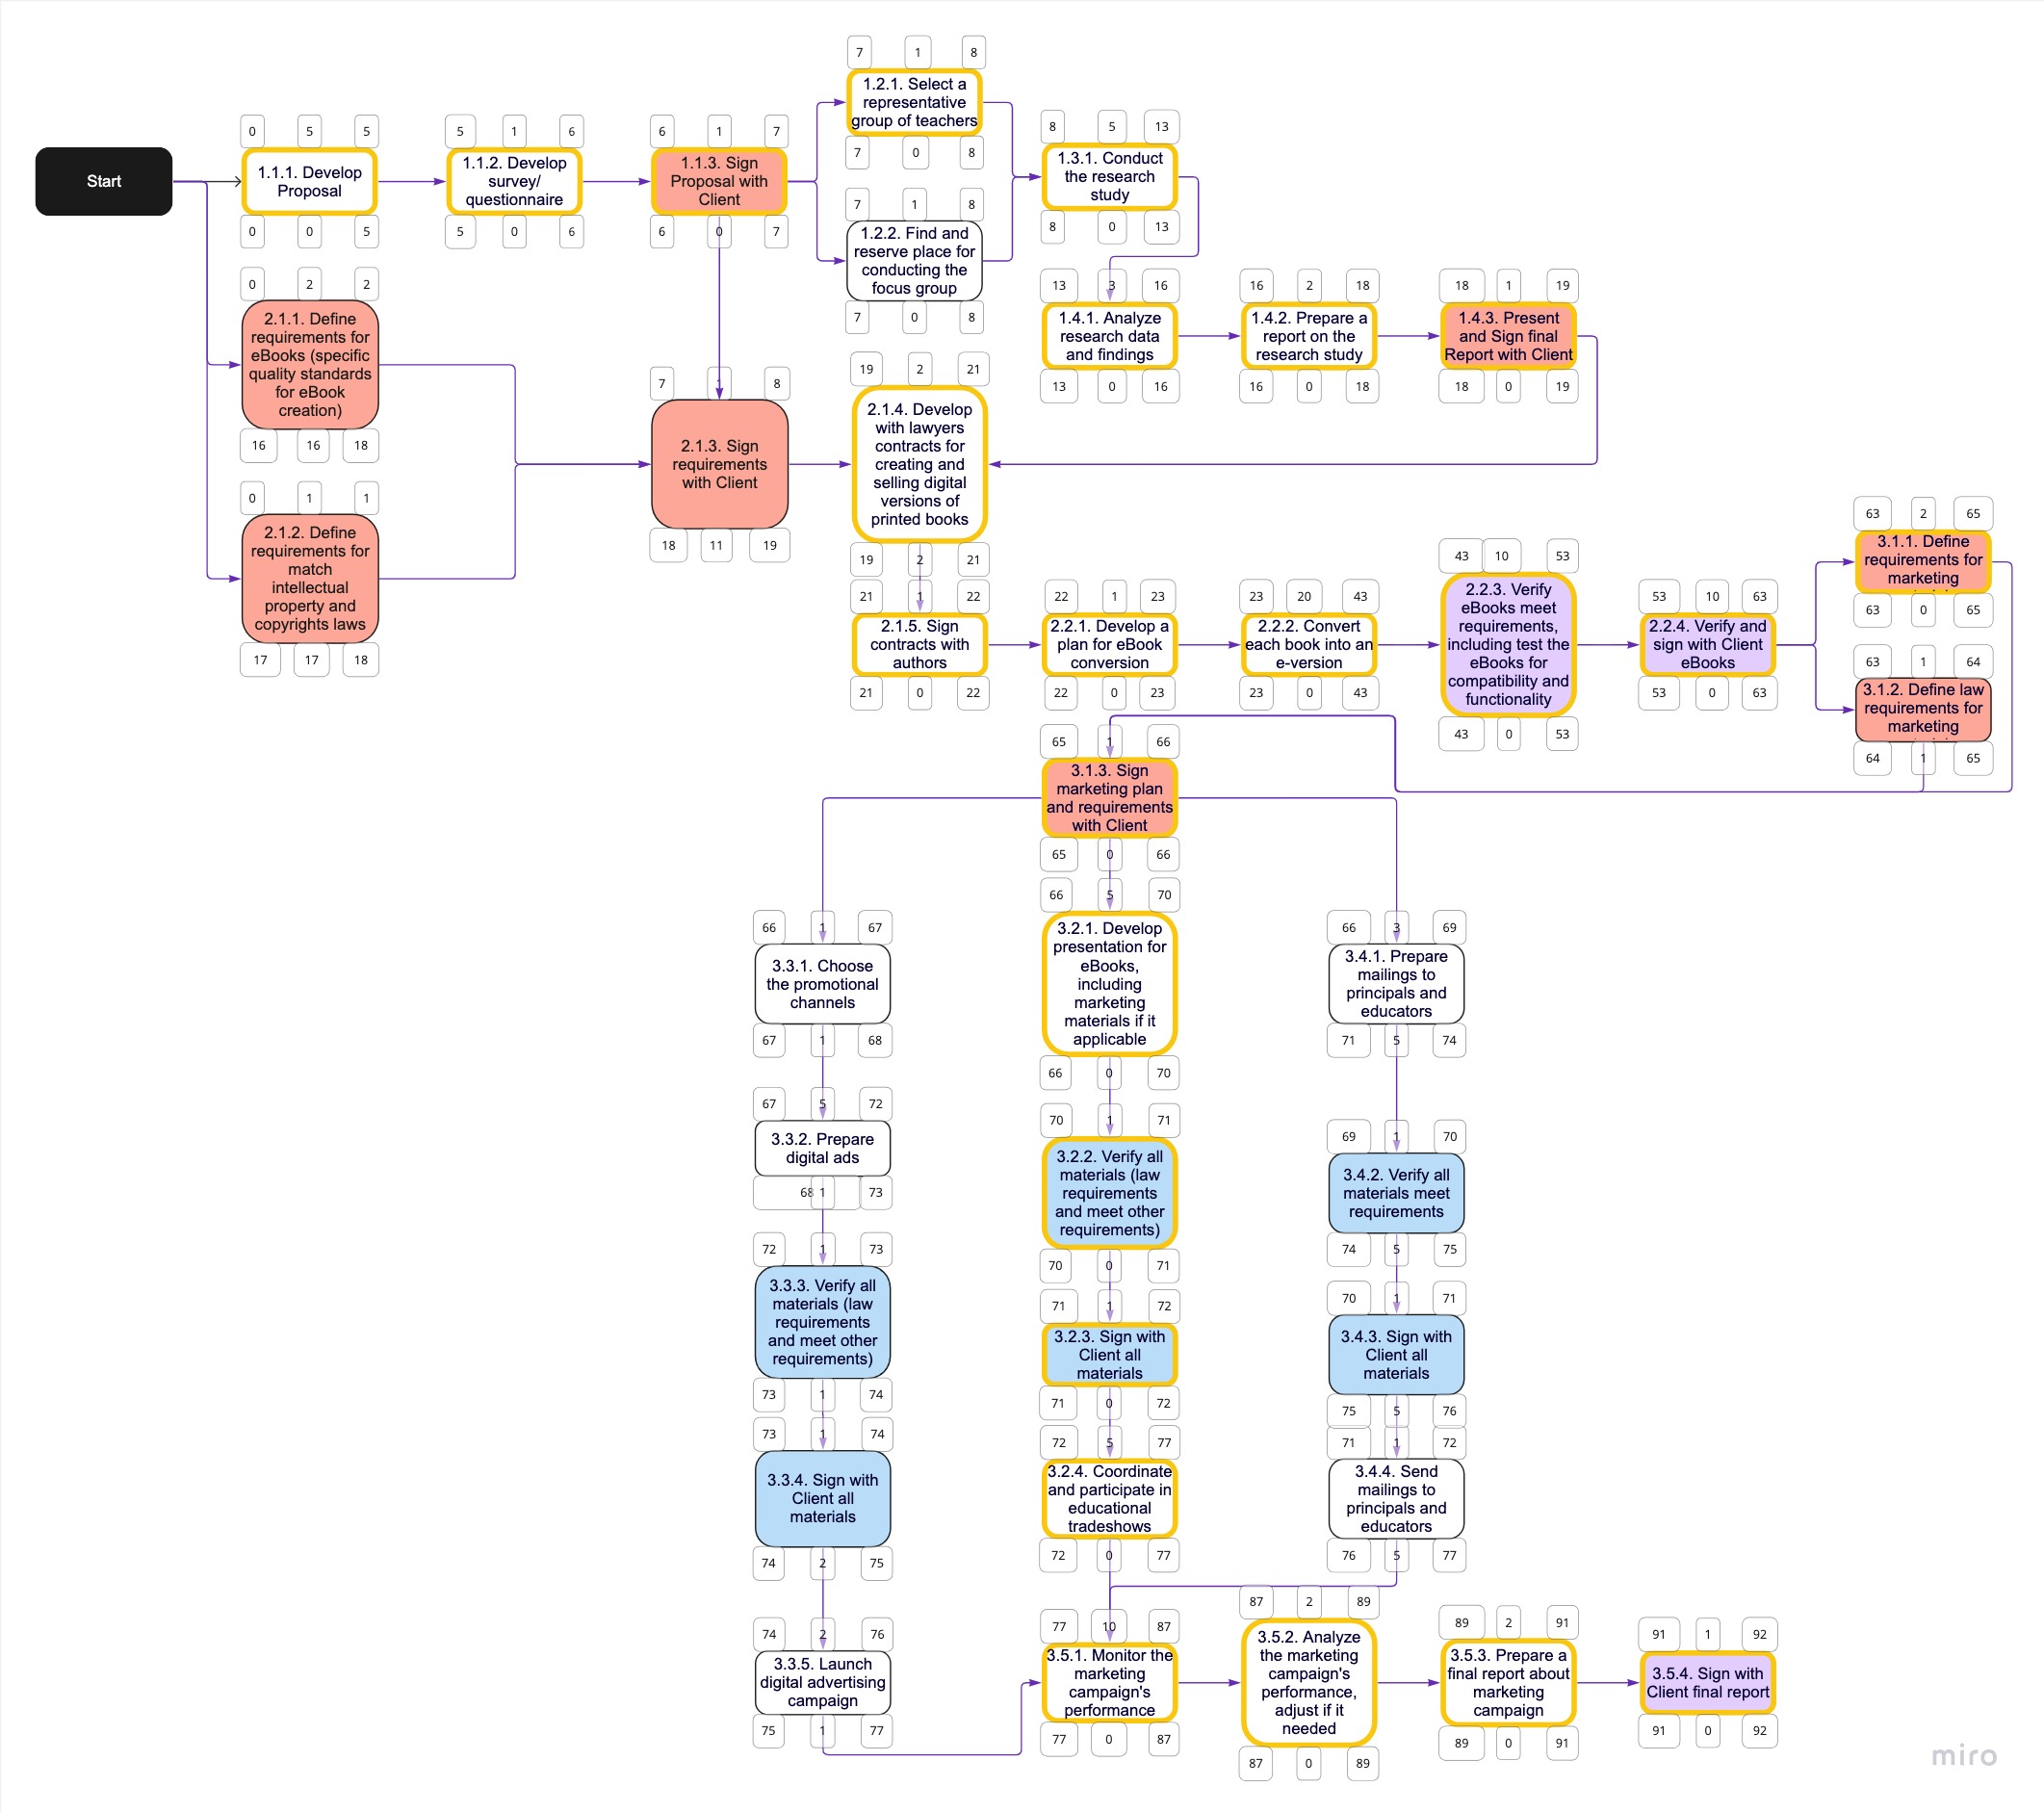 7 1 8
1.2.1. Select a
representative
group of teachers
7 0 8
0 5 5
5 1 6
6 1 7
Start
1.1.1. Develop
Proposal
1.1.2. Develop
survey/
questionnaire
1.1.3. Sign
Proposal with
Client
0 0 5
5 0 6
6 0 7
8 5 13
1.3.1. Conduct
the research
study
8 0 13
7 1 8
1.2.2. Find and
reserve place for
conducting the
focus group
7 0 8
0 2 2
2.1.1. Define
requirements for
eBooks (specific
quality standards
for eBook
creation)
16 16 18
13 3 16
1.4.1. Analyze
research data
and findings
13 0 16
16 2 18
1.4.2. Prepare a
report on the
research study
16 0 18
18 1 19
1.4.3. Present
and Sign final
Report with Client
18 0 19
7 1 8
2.1.3. Sign
requirements
with Client
18 11 19
19 2 21
2.1.4. Develop
with lawyers
contracts for
creating and
selling digital
versions of
printed books
19 2 21
0 1 1
2.1.2. Define
requirements for
match
intellectual
property and
copyrights laws
17 17 18
21 1 22
2.1.5. Sign
contracts with
authors
21 0 22
22 1 23
2.2.1. Develop a
plan for eBook
conversion
22 0 23
23 20 43
2.2.2. Convert
each book into an
e-version
23 0 43
43 10 53
2.2.3. Verify
eBooks meet
requirements,
including test the
eBooks for
compatibility and
functionality
43 0 53
53 10 63
2.2.4. Verify and
sign with Client
eBooks
53 0 63
63 2 65
3.1.1. Define
requirements for
marketing
63 0 65
63 1 64
3.1.2. Define law
requirements for
marketing
64 1 65
65 1 66
3.1.3. Sign
marketing plan
and requirements
with Client
65 0 66
66 1 67
3.3.1. Choose
the promotional
channels
67 1 68
67 5 72
3.3.2. Prepare
digital ads
68 1 73
72 1 73
3.3.3. Verify all
materials (law
requirements
and meet other
requirements)
73 1 74
73 1 74
3.3.4. Sign with
Client all
materials
74 2 75
74 2 76
3.3.5. Launch
digital advertising
campaign
75 1 77
66 5 70
3.2.1. Develop
presentation for
eBooks,
including
marketing
materials if it
applicable
66 0 70
70 1 71
3.2.2. Verify all
materials (law
requirements
and meet other
requirements)
70 0 71
71 1 72
3.2.3. Sign with
Client all
materials
71 0 72
72 5 77
3.2.4. Coordinate
and participate in
educational
tradeshows
72 0 77
66 3 69
3.4.1. Prepare
mailings to
principals and
educators
71 5 74
69 1 70
3.4.2. Verify all
materials meet
requirements
74 5 75
70 1 71
3.4.3. Sign with
Client all
materials
75 5 76
71 1 72
3.4.4. Send
mailings to
principals and
educators
76 5 77
77 10 87
3.5.1. Monitor the
marketing
campaign's
performance
77 0 87
87 2 89
3.5.2. Analyze
the marketing
campaign's
performance,
adjust if it
needed
87 0 89
89 2 91
3.5.3. Prepare a
final report about
marketing
campaign
89 0 91
91 1 92
3.5.4. Sign with
Client final report
91 0 92
miro